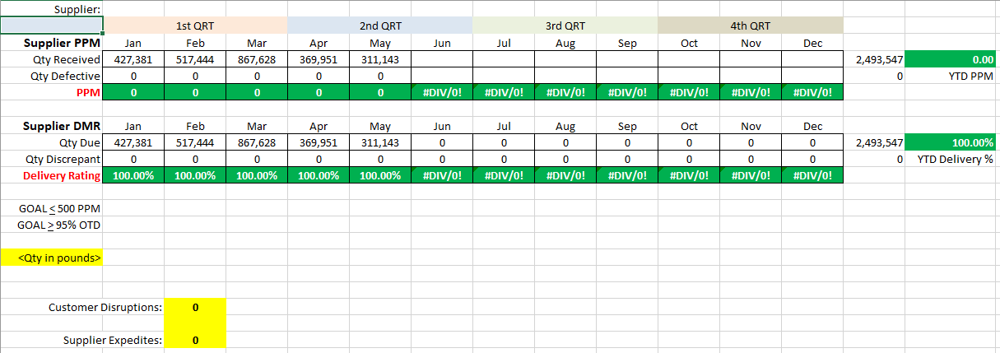 Supplier:
1st QRT 2nd QRT 3rd QRT 4th QRT
Supplier PPM Jan Feb Mar Apr May Jun Jul Aug Sep Oct Nov Dec
Qty Received 427,381 517,444 867,628 369,951 311,143 2,493,547 0.00
Qty Defective 0 0 0 0 0 0 YTD PPM
PPM 0 0 0 0 0 #DIV/0! #DIV/0! #DIV/0! #DIV/0! #DIV/0! #DIV/0! #DIV/0!
Supplier DMR Jan Feb Mar Apr May Jun Jul Aug Sep Oct Nov Dec
Qty Due 427,381 517,444 867,628 369,951 311,143 0 0 0 0 0 0 0 2,493,547 100.00%
Qty Discrepant 0 0 0 0 0 0 0 0 0 0 0 0 0 YTD Delivery %
Delivery Rating 100.00% 100.00% 100.00% 100.00% 100.00% #DIV/0! #DIV/0! #DIV/0! #DIV/0! #DIV/0! #DIV/0! #DIV/0!
GOAL < 500 PPM
GOAL > 95% OTD
<Qty in pounds>
Customer Disruptions: 0
Supplier Expedites: 0